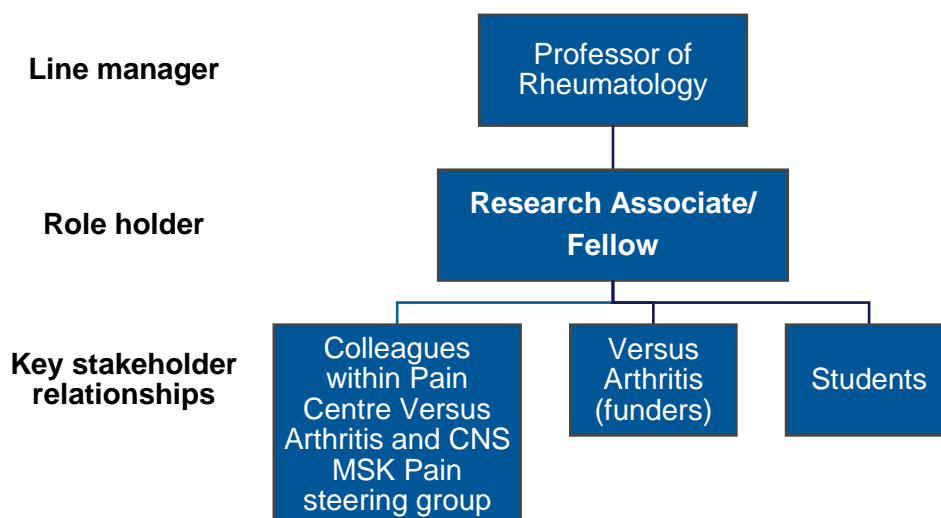 Line manager
Professor of
Rheumatology
Role holder
Research Associate/
Fellow
Key stakeholder
relationships
Colleagues
within Pain
Centre Versus
Arthritis and CNS
MSK Pain
steering group
Versus
Arthritis
(funders)
Students